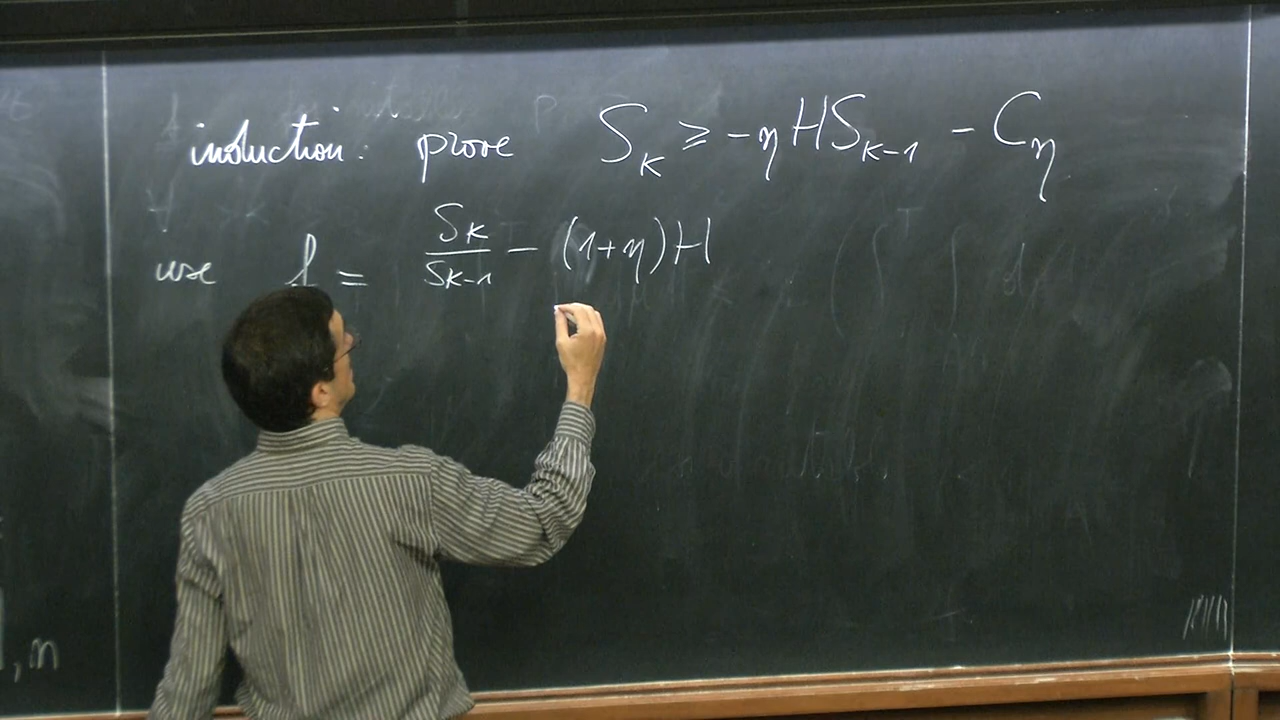 induction: prove S_k ≥ -η H S_{k-1} - C_η
use f = S_k / S_{k-1} - (1+η) H
, n